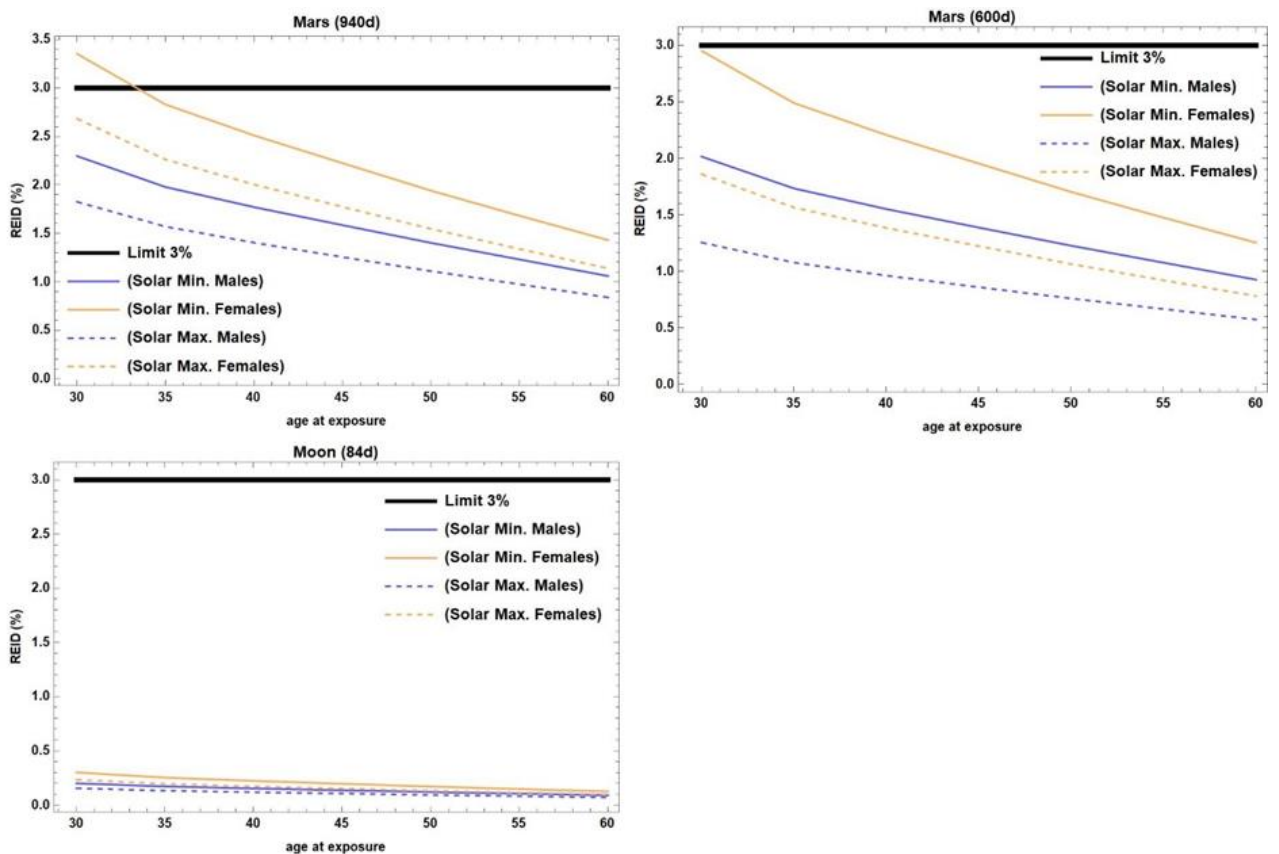 Mars (940d)
3.5
3.0
2.5
2.0
1.5
1.0
0.5
0.0
REID (%)
Limit 3%
(Solar Min. Males)
(Solar Min. Females)
(Solar Max. Males)
(Solar Max. Females)
30 35 40 45 50 55 60
age at exposure
Mars (600d)
3.0
2.5
2.0
1.5
1.0
0.5
0.0
REID (%)
Limit 3%
(Solar Min. Males)
(Solar Min. Females)
(Solar Max. Males)
(Solar Max. Females)
30 35 40 45 50 55 60
age at exposure
Moon (84d)
3.0
2.5
2.0
1.5
1.0
0.5
0.0
REID (%)
Limit 3%
(Solar Min. Males)
(Solar Min. Females)
(Solar Max. Males)
(Solar Max. Females)
30 35 40 45 50 55 60
age at exposure